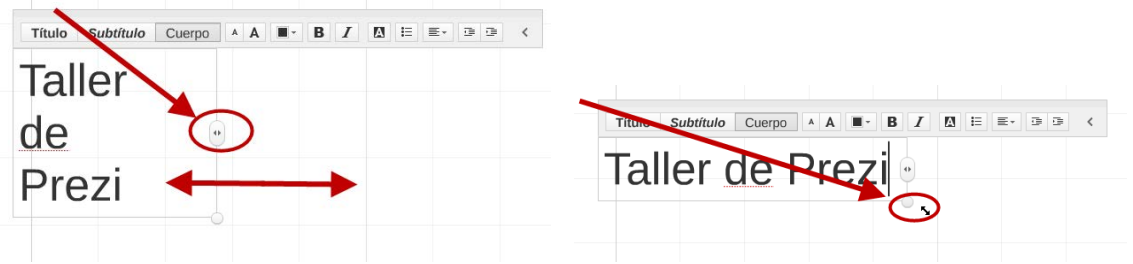 Título Subtítulo Cuerpo A A B I A
Taller
de
Prezi
Título Subtítulo Cuerpo A A B I A
Taller de Prezi